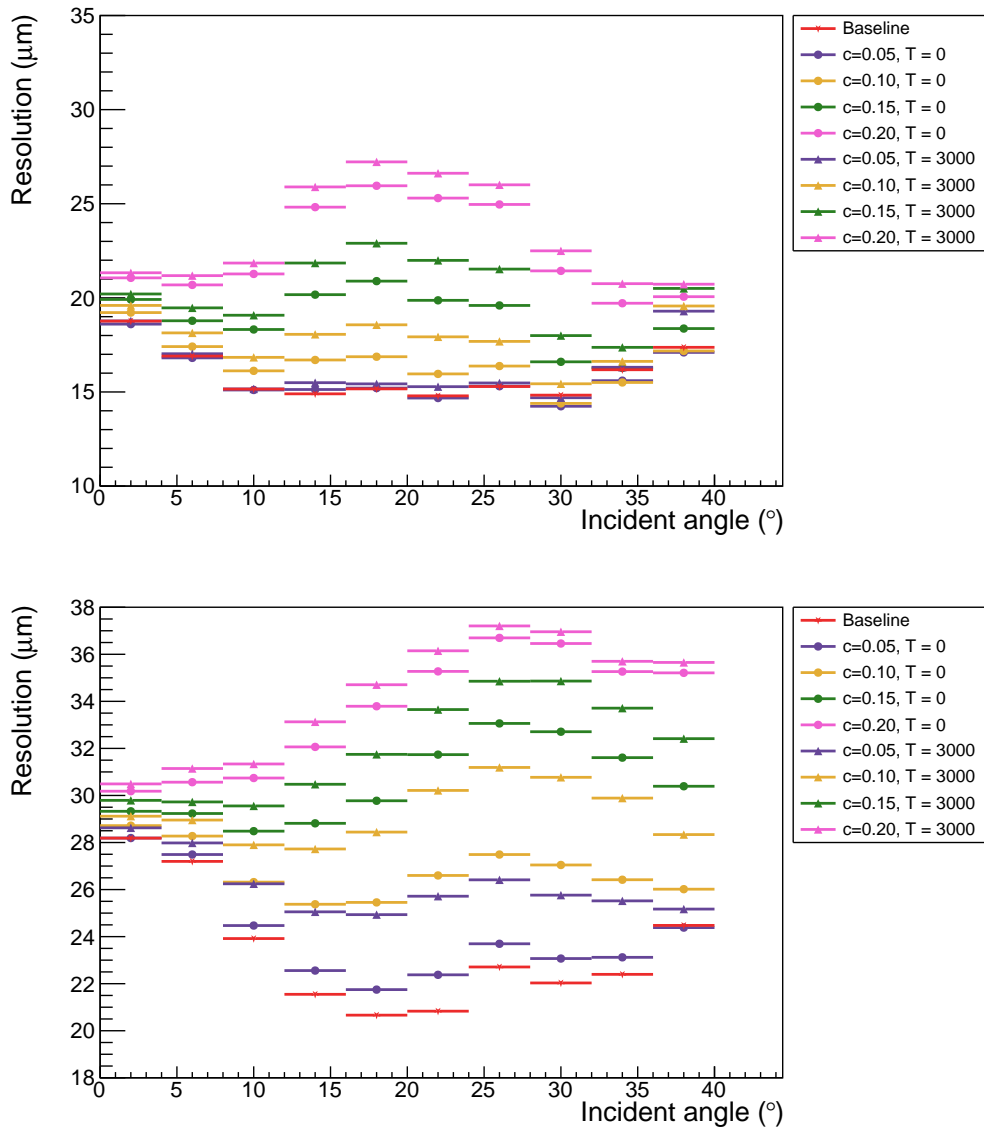 35
30
25
20
15
10
Resolution (μm)
0 5 10 15 20 25 30 35 40
Incident angle (°)
Baseline
c=0.05, T = 0
c=0.10, T = 0
c=0.15, T = 0
c=0.20, T = 0
c=0.05, T = 3000
c=0.10, T = 3000
c=0.15, T = 3000
c=0.20, T = 3000
38
36
34
32
30
28
26
24
22
20
18
Resolution (μm)
0 5 10 15 20 25 30 35 40
Incident angle (°)
Baseline
c=0.05, T = 0
c=0.10, T = 0
c=0.15, T = 0
c=0.20, T = 0
c=0.05, T = 3000
c=0.10, T = 3000
c=0.15, T = 3000
c=0.20, T = 3000